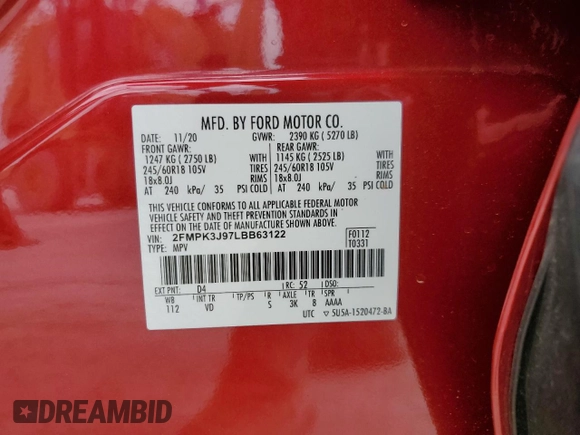 MFD. BY FORD MOTOR CO.
DATE: 11/20 GVWR: 2390 KG ( 5270 LB)
FRONT GAWR: REAR GAWR:
1247 KG ( 2750 LB) WITH 1145 KG ( 2525 LB) WITH
245/60R18 105V TIRES 245/60R18 105V TIRES
18x8.0J RIMS 18x8.0J RIMS
AT 240 kPa/ 35 PSI COLD AT 240 kPa/ 35 PSI COLD
THIS VEHICLE CONFORMS TO ALL APPLICABLE FEDERAL MOTOR
VEHICLE SAFETY AND THEFT PREVENTION STANDARDS IN
EFFECT ON THE DATE OF MANUFACTURE SHOWN ABOVE.
VIN: 2FMPK3J97LBB63122 F0112
TYPE: MPV T0331
EXT PNT: D4 RC: 52 DSO:
WB INT TR TP/PS R AXLE TR SPR
112 VD S 3K 8 AAAA
UTC ▽ 5U5A-1520472-BA
DREAMBID